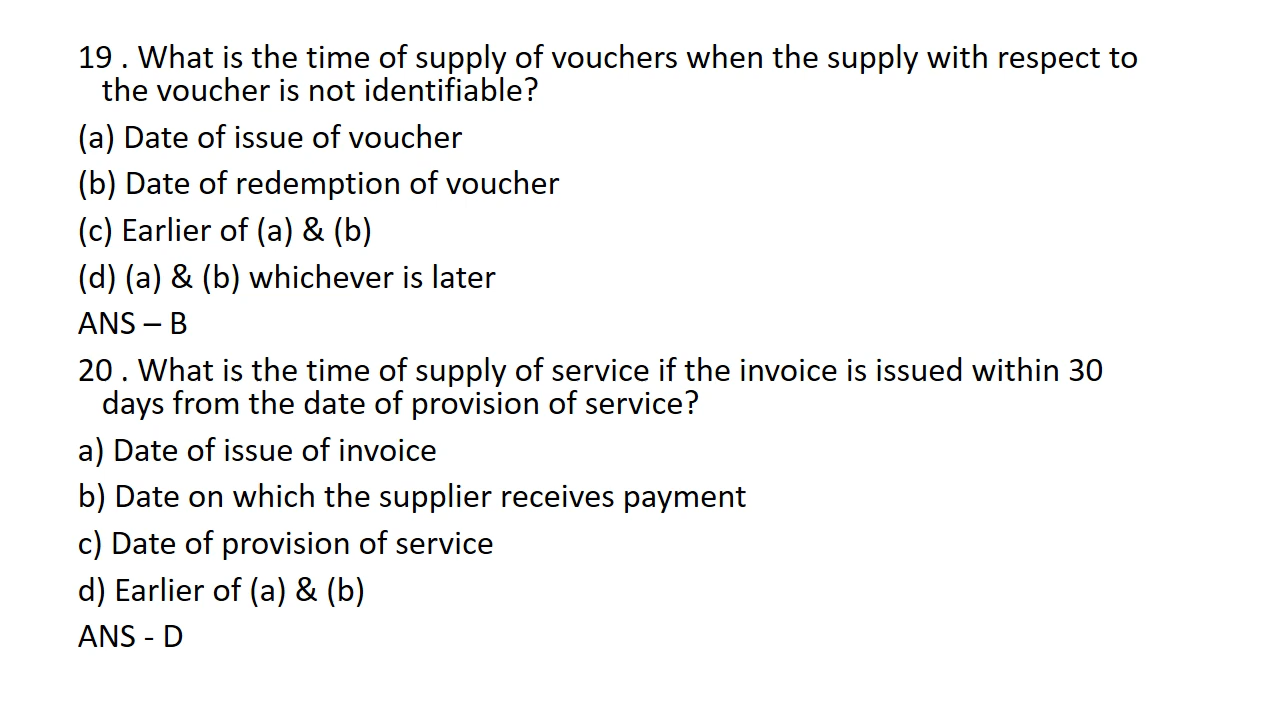 19 . What is the time of supply of vouchers when the supply with respect to
the voucher is not identifiable?
(a) Date of issue of voucher
(b) Date of redemption of voucher
(c) Earlier of (a) & (b)
(d) (a) & (b) whichever is later
ANS – B
20 . What is the time of supply of service if the invoice is issued within 30
days from the date of provision of service?
a) Date of issue of invoice
b) Date on which the supplier receives payment
c) Date of provision of service
d) Earlier of (a) & (b)
ANS - D